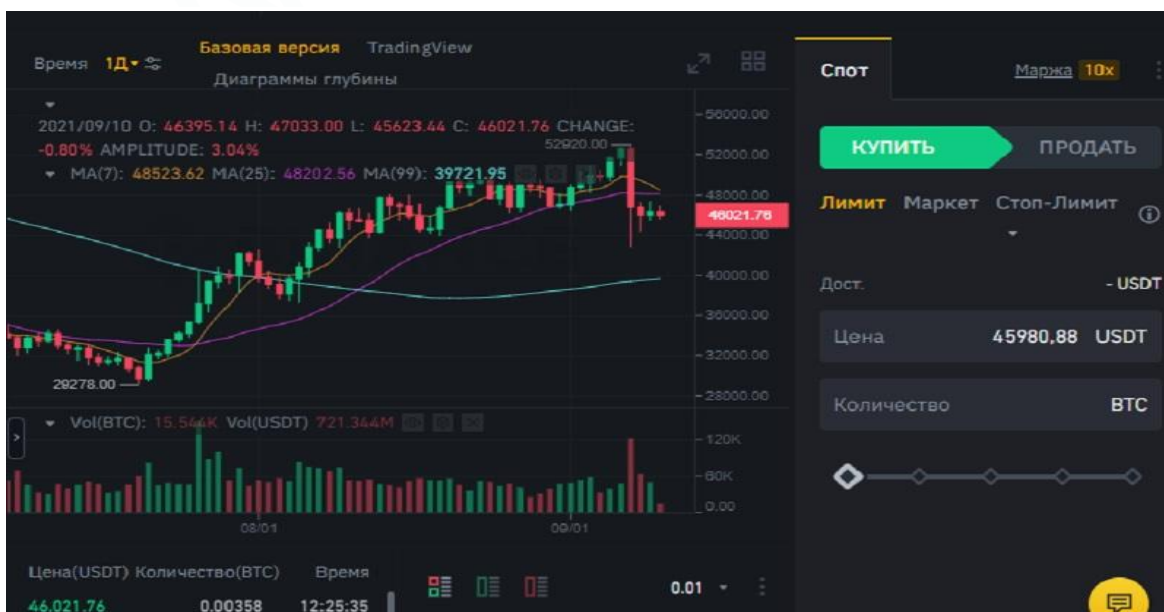 Время 1Д
Базовая версия TradingView
Диаграммы глубины
2021/09/10 O: 46395.14 H: 47033.00 L: 45623.44 C: 46021.76 CHANGE:
-0.80% AMPLITUDE: 3.04%
MA(7): 48523.62 MA(25): 48202.56 MA(99): 39721.95
52920.00
29278.00
56000.00
52000.00
48000.00
46021.76
44000.00
40000.00
36000.00
32000.00
28000.00
Vol(BTC): 15.544K Vol(USDT) 721.344M
120K
60K
0.00
08/01 09/01
Цена(USDT) Количество(BTC) Время
46,021.76 0.00358 12:25:35
0.01
Спот Маржа 10x
КУПИТЬ ПРОДАТЬ
Лимит Маркет Стоп-Лимит
Дост. - USDT
Цена 45980,88 USDT
Количество BTC